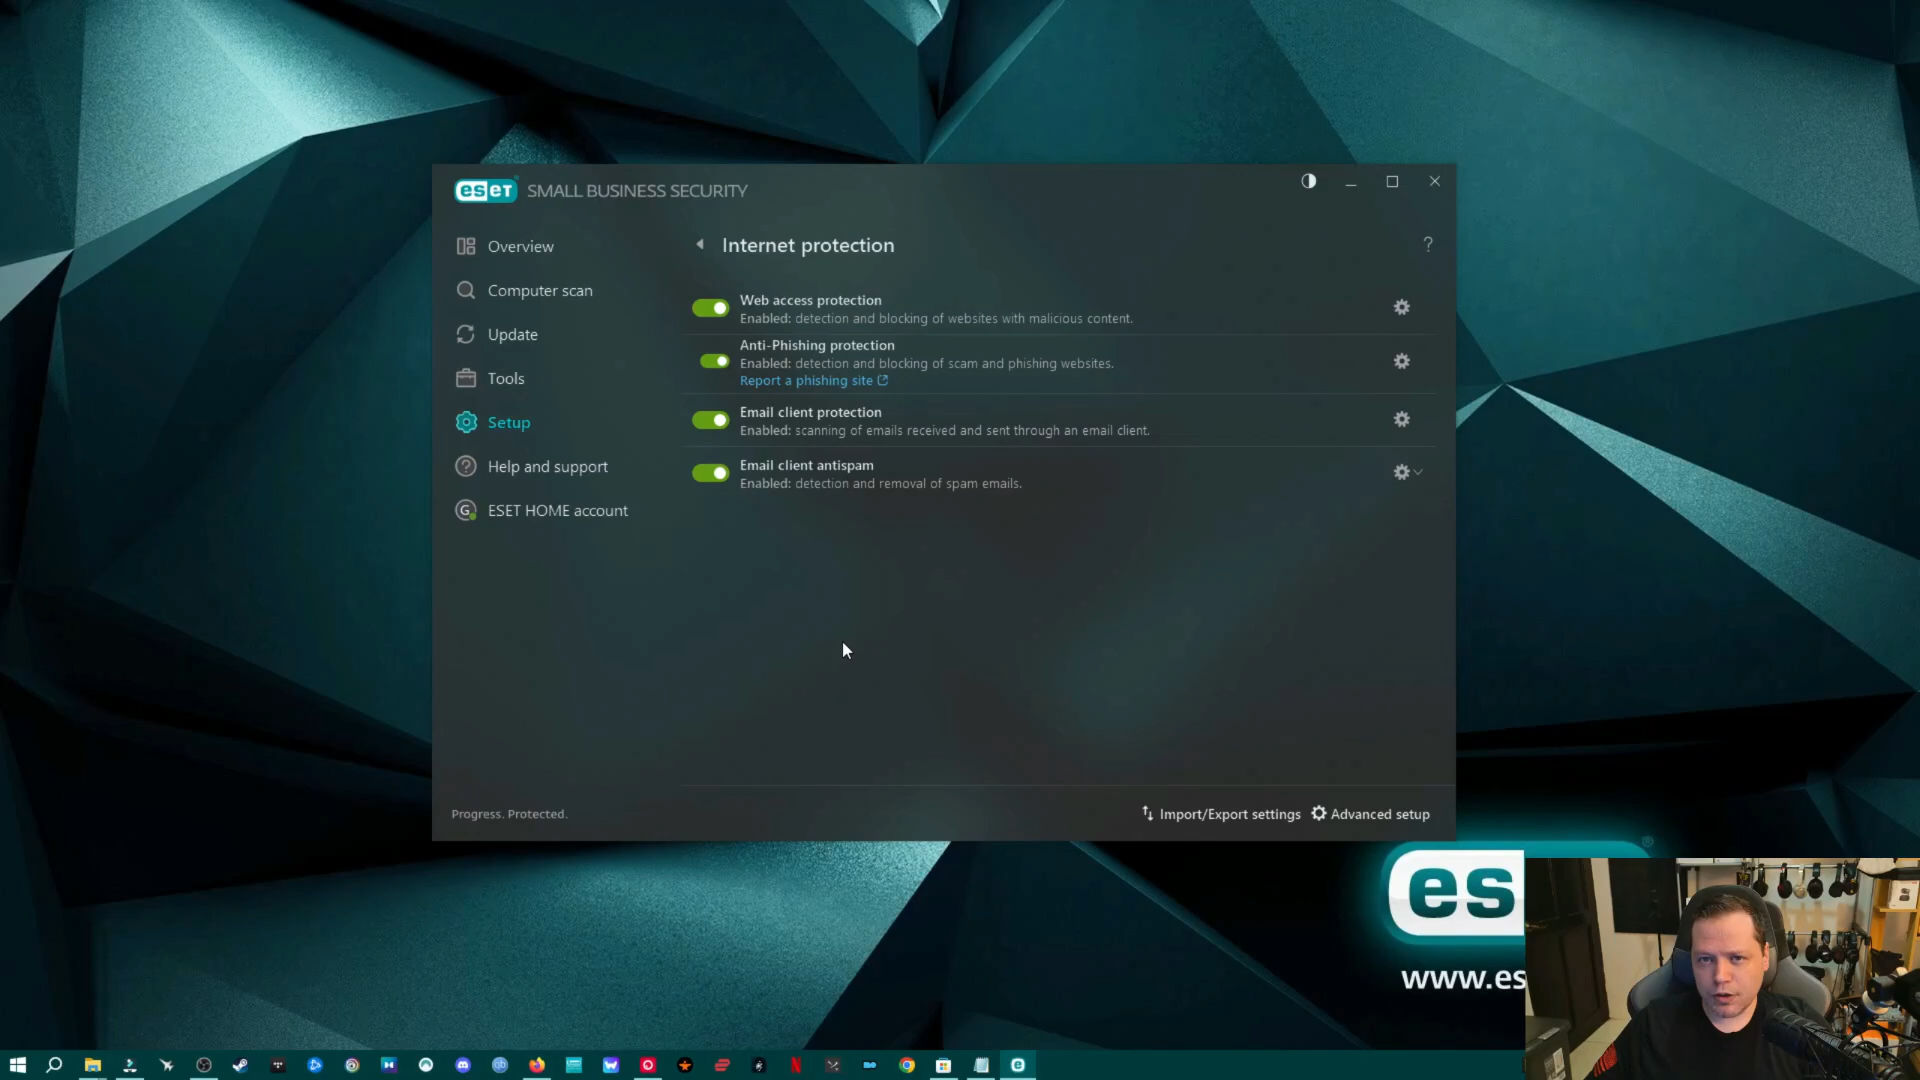 eset SMALL BUSINESS SECURITY
Overview
Computer scan
Update
Tools
Setup
Help and support
ESET HOME account
Internet protection
?
Web access protection
Enabled: detection and blocking of websites with malicious content.
Anti-Phishing protection
Enabled: detection and blocking of scam and phishing websites.
Report a phishing site
Email client protection
Enabled: scanning of emails received and sent through an email client.
Email client antispam
Enabled: detection and removal of spam emails.
Progress. Protected.
Import/Export settings
Advanced setup
es
www.es